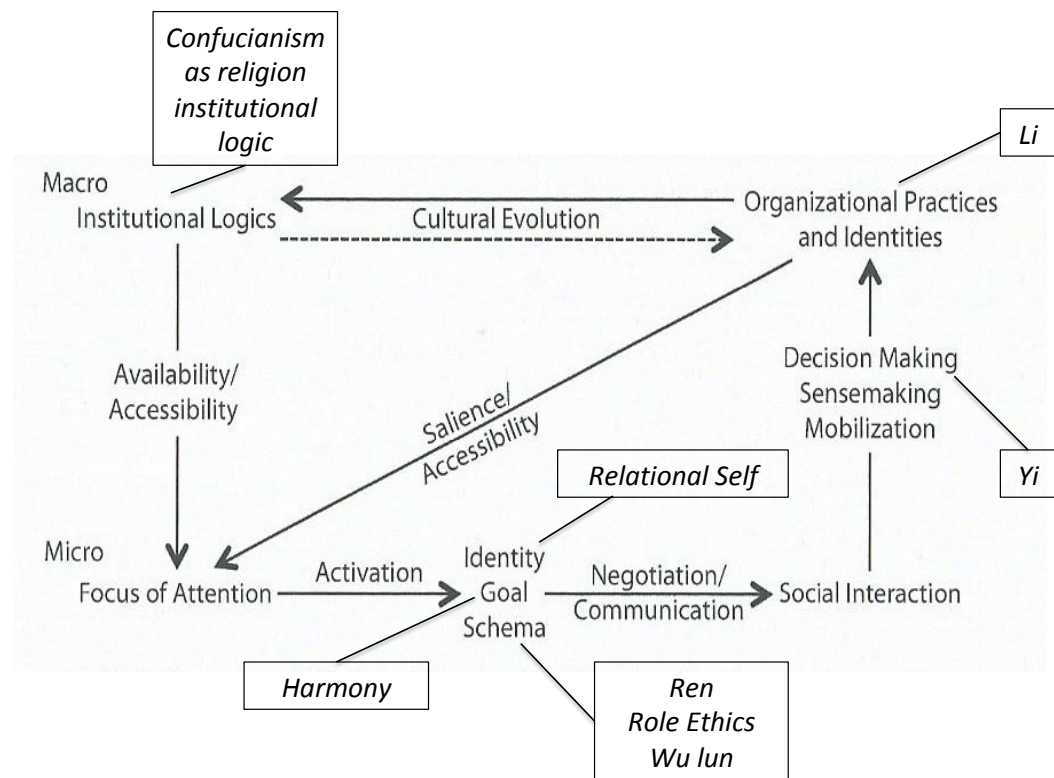 Confucianism
as religion
institutional
logic
Li
Macro
Institutional Logics
Cultural Evolution
Organizational Practices
and Identities
Availability/
Accessibility
Salience/
Accessibility
Decision Making
Sensemaking
Mobilization
Relational Self
Yi
Micro
Focus of Attention
Activation
Identity
Goal
Schema
Negotiation/
Communication
Social Interaction
Harmony
Ren
Role Ethics
Wu lun